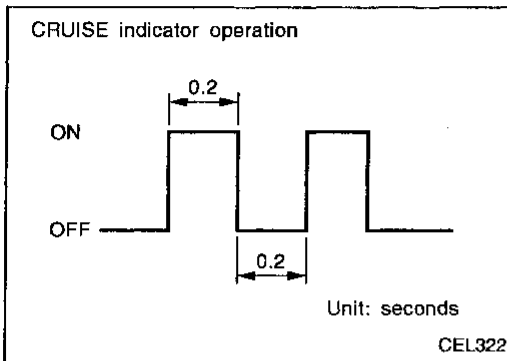 CRUISE indicator operation
0.2
ON
OFF
0.2
Unit: seconds
CEL322